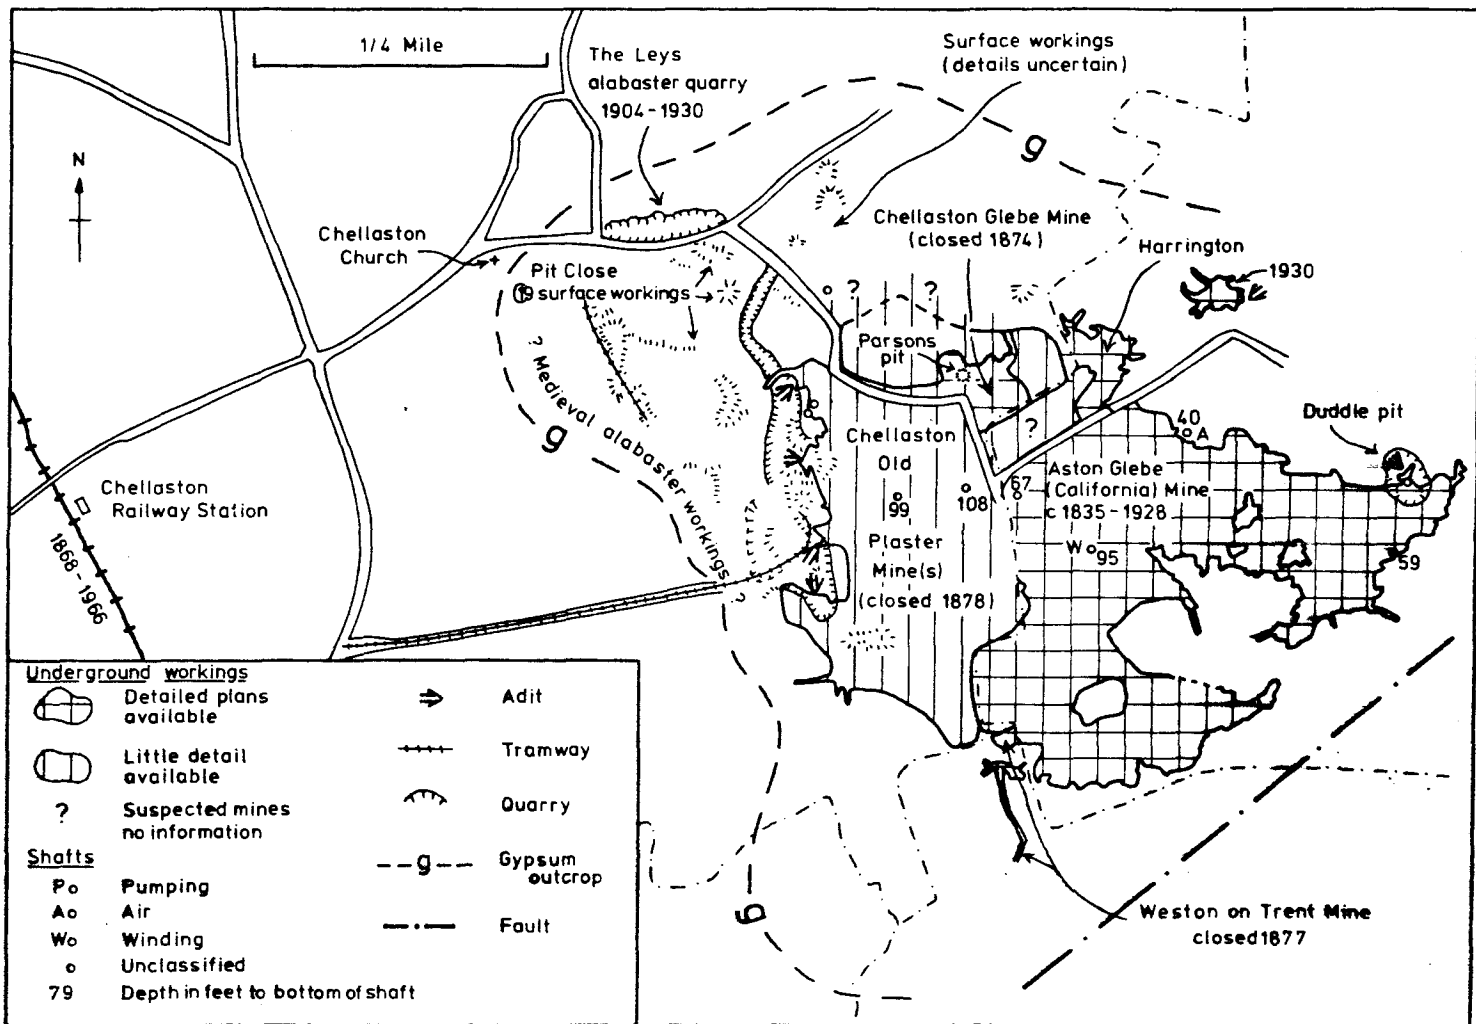 1/4 Mile
The Leys
alabaster quarry
1904-1930
Surface workings
(details uncertain)
N
g
Chellaston Glebe Mine
(closed 1874)
Harrington
1930
Chellaston
Church
Pit Close
surface workings
?
?
Parsons
pit
? Medieval alabaster workings
g
Duddle pit
40
A
?
Chellaston
Old
99
108
Plaster
Mine(s)
(closed 1878)
67
Aston Glebe
(California) Mine
c 1835-1928
W
95
59
Chellaston
Railway Station
1868-1966
g
Weston on Trent Mine
closed 1877
Underground workings
Detailed plans
available
Little detail
available
? Suspected mines
no information
Shafts
Po Pumping
Ao Air
Wo Winding
o Unclassified
79 Depth in feet to bottom of shaft
Adit
Tramway
Quarry
--g-- Gypsum
outcrop
Fault